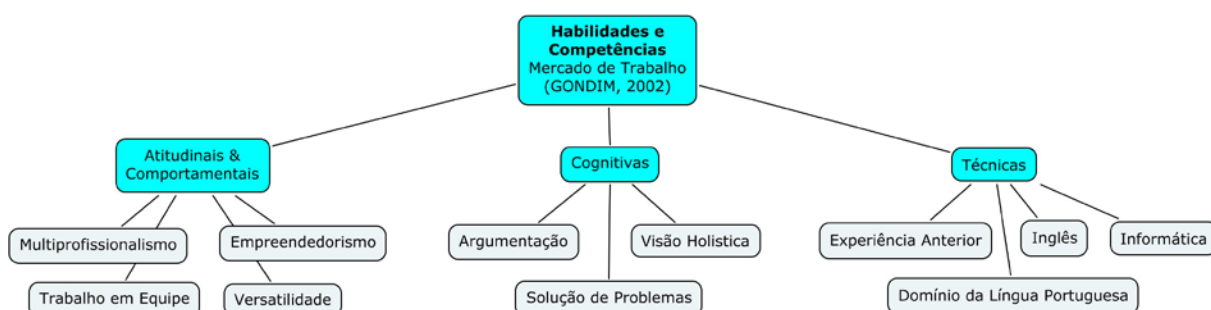 Habilidades e
Competências
Mercado de Trabalho
(GONDIM, 2002)
Atitudinais &
Comportamentais
Cognitivas
Técnicas
Multiprofissionalismo
Empreendedorismo
Trabalho em Equipe
Versatilidade
Argumentação
Visão Holistica
Solução de Problemas
Experiência Anterior
Inglês
Informática
Domínio da Língua Portuguesa